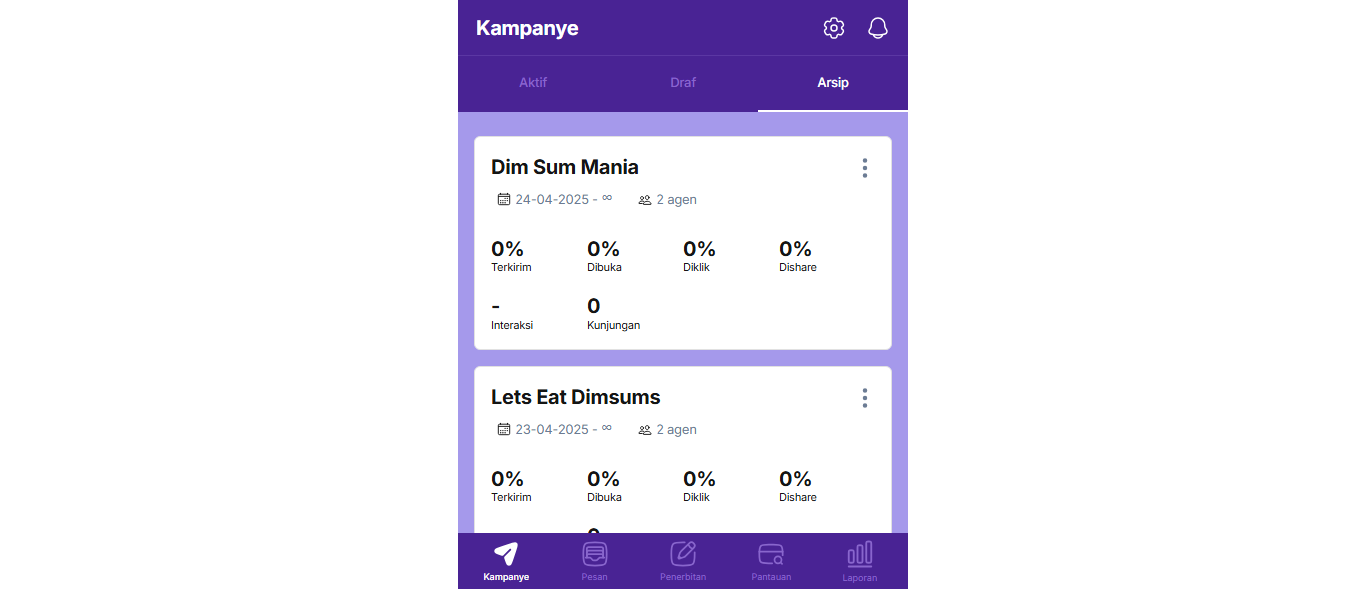 Kampanye
Aktif Draf Arsip
Dim Sum Mania
24-04-2025 - ∞ 2 agen
0% 0% 0% 0%
Terkirim Dibuka Diklik Dishare
- 0
Interaksi Kunjungan
Lets Eat Dimsums
23-04-2025 - ∞ 2 agen
0% 0% 0% 0%
Terkirim Dibuka Diklik Dishare
Kampanye Pesan Penerbitan Pantauan Laporan